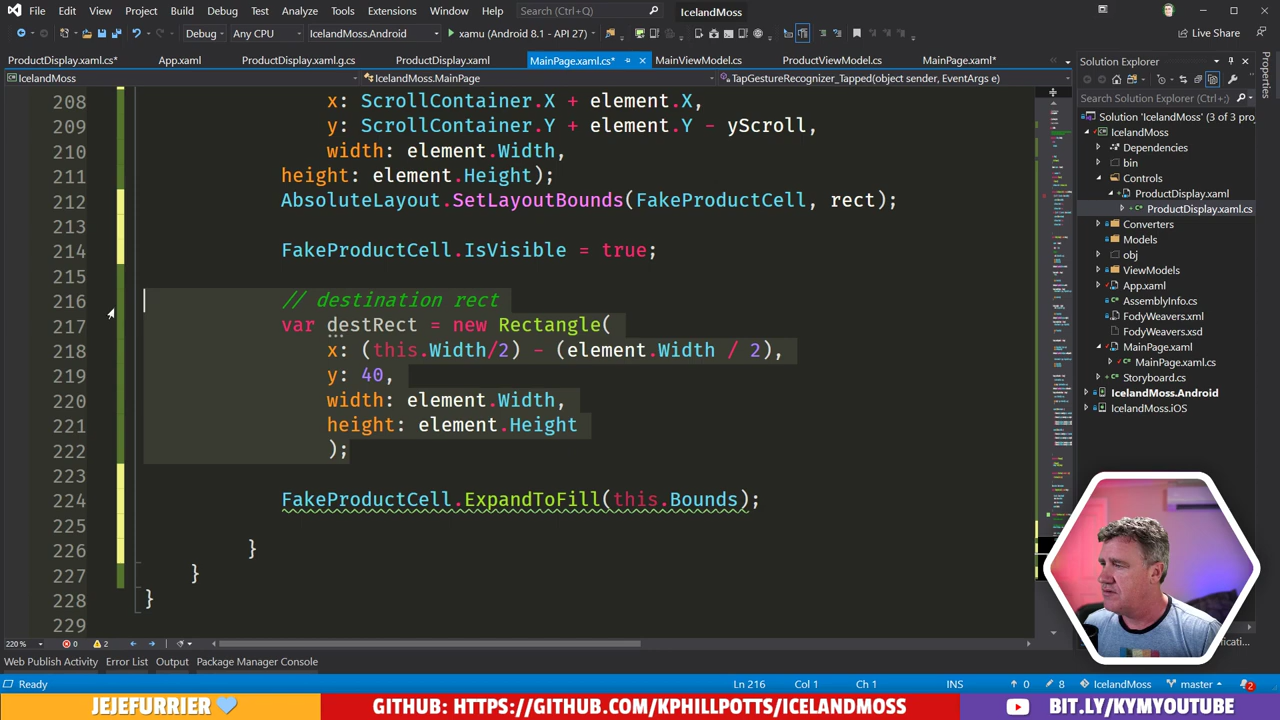 File Edit View Project Build Debug Test Analyze Tools Extensions Window Help Search (Ctrl+Q) IcelandMoss
Debug Any CPU IcelandMoss.Android xamu (Android 8.1 - API 27) Live Share
ProductDisplay.xaml.cs* App.xaml ProductDisplay.xaml.g.cs ProductDisplay.xaml MainPage.xaml.cs* MainViewModel.cs ProductViewModel.cs MainPage.xaml*
IcelandMoss IcelandMoss.MainPage TapGestureRecognizer_Tapped(object sender, EventArgs e)
208 x: ScrollContainer.X + element.X,
209 y: ScrollContainer.Y + element.Y - yScroll,
210 width: element.Width,
211 height: element.Height);
212 AbsoluteLayout.SetLayoutBounds(FakeProductCell, rect);
213
214 FakeProductCell.IsVisible = true;
215
216 // destination rect
217 var destRect = new Rectangle(
218 x: (this.Width/2) - (element.Width / 2),
219 y: 40,
220 width: element.Width,
221 height: element.Height
222 );
223
224 FakeProductCell.ExpandToFill(this.Bounds);
225
226 }
227 }
228 }
229
220 % 0 2
Web Publish Activity Error List Output Package Manager Console
Ready Ln 216 Col 1 Ch 1 INS 0 8 IcelandMoss master 2
Solution Explorer
Search Solution Explorer (Ctrl+;)
Solution 'IcelandMoss' (3 of 3 proj
IcelandMoss
Dependencies
bin
Controls
ProductDisplay.xaml
ProductDisplay.xaml.cs
Converters
Models
obj
ViewModels
App.xaml
AssemblyInfo.cs
FodyWeavers.xml
FodyWeavers.xsd
MainPage.xaml
MainPage.xaml.cs
Storyboard.cs
IcelandMoss.Android
IcelandMoss.iOS
Properties
JEJEFURRIER GITHUB: HTTPS://GITHUB.COM/KPHILLPOTTS/ICELANDMOSS BIT.LY/KYMYOUTUBE